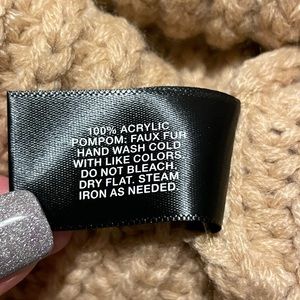 100% ACRYLIC
POMPOM: FAUX FUR
HAND WASH COLD
WITH LIKE COLORS.
DO NOT BLEACH.
DRY FLAT. STEAM
IRON AS NEEDED.